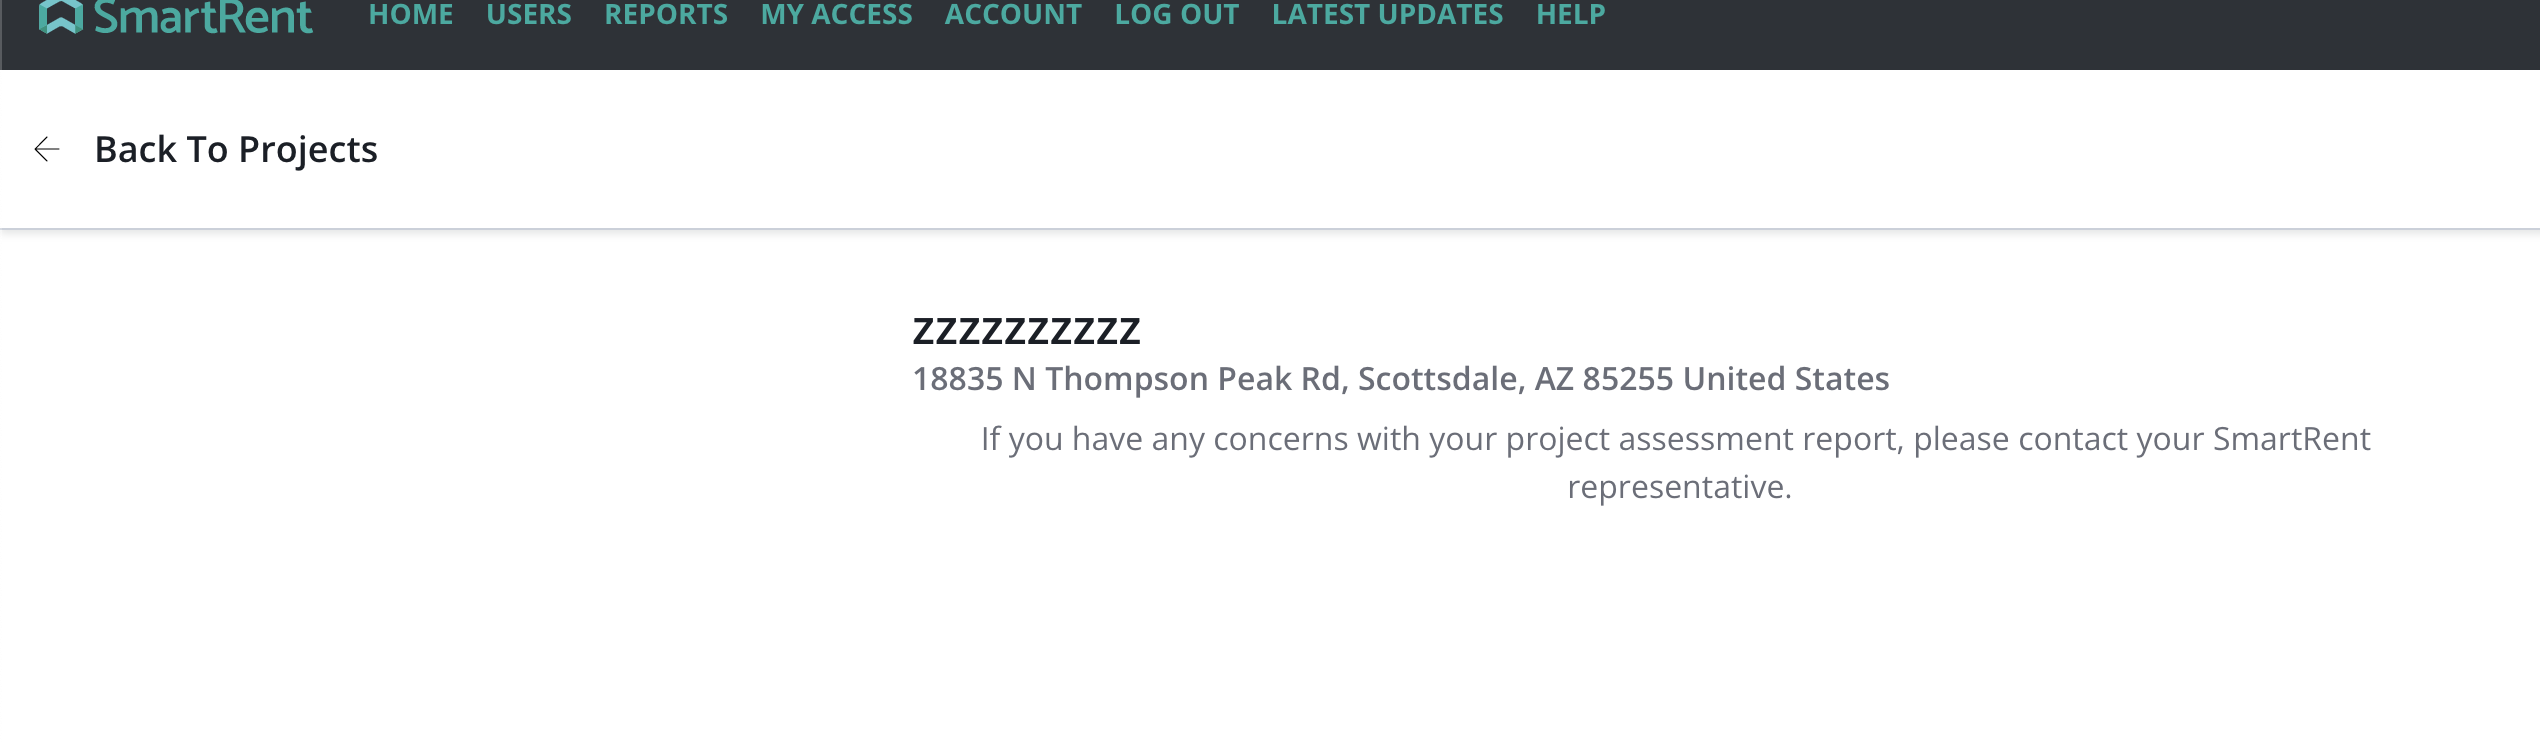 SmartRent HOME USERS REPORTS MY ACCESS ACCOUNT LOG OUT LATEST UPDATES HELP
Back To Projects
zzzzzzzzzz
18835 N Thompson Peak Rd, Scottsdale, AZ 85255 United States
If you have any concerns with your project assessment report, please contact your SmartRent
representative.